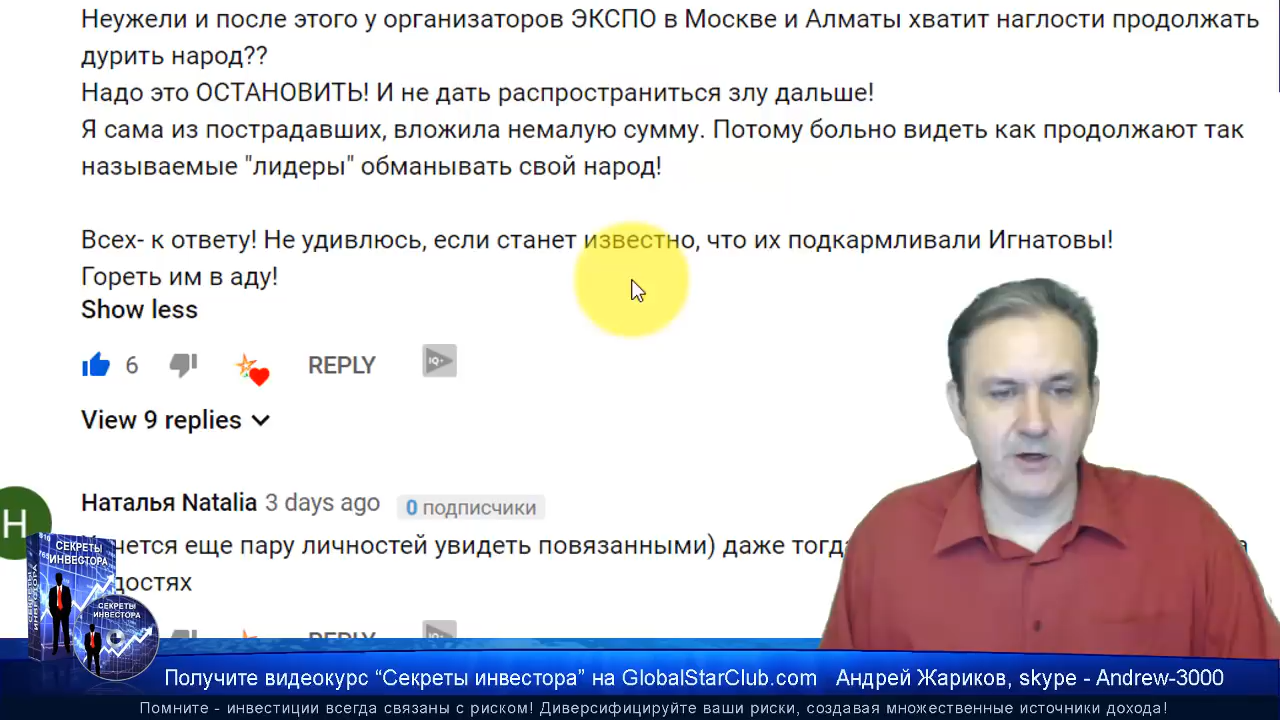 Неужели и после этого у организаторов ЭКСПО в Москве и Алматы хватит наглости продолжать
дурить народ??
Надо это ОСТАНОВИТЬ! И не дать распространиться злу дальше!
Я сама из пострадавших, вложила немалую сумму. Потому больно видеть как продолжают так
называемые "лидеры" обманывать свой народ!
Всех- к ответу! Не удивлюсь, если станет известно, что их подкармливали Игнатовы!
Гореть им в аду!
Show less
6 REPLY IQ+
View 9 replies
Наталья Natalia 3 days ago 0 подписчики
Н
еще пару личностей увидеть повязанными) даже
REPLY IQ+
СЕКРЕТЫ
ИНВЕСТОРА
СЕКРЕТЫ
ИНВЕСТОРА
Получите видеокурс “Секреты инвестора” на GlobalStarClub.com Андрей Жариков, skype - Andrew-3000
Помните - инвестиции всегда связаны с риском! Диверсифицируйте ваши риски, создавая множественные источники дохода!